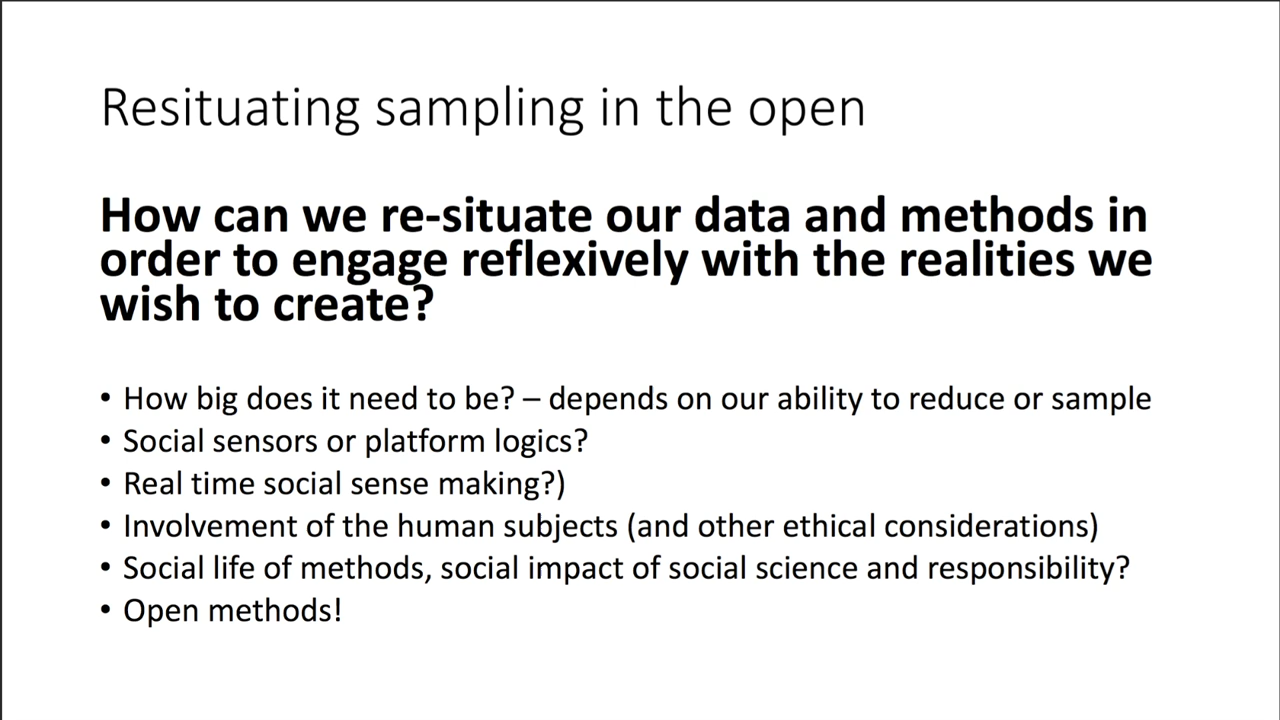 Resituating sampling in the open
How can we re-situate our data and methods in
order to engage reflexively with the realities we
wish to create?
• How big does it need to be? – depends on our ability to reduce or sample
• Social sensors or platform logics?
• Real time social sense making?)
• Involvement of the human subjects (and other ethical considerations)
• Social life of methods, social impact of social science and responsibility?
• Open methods!